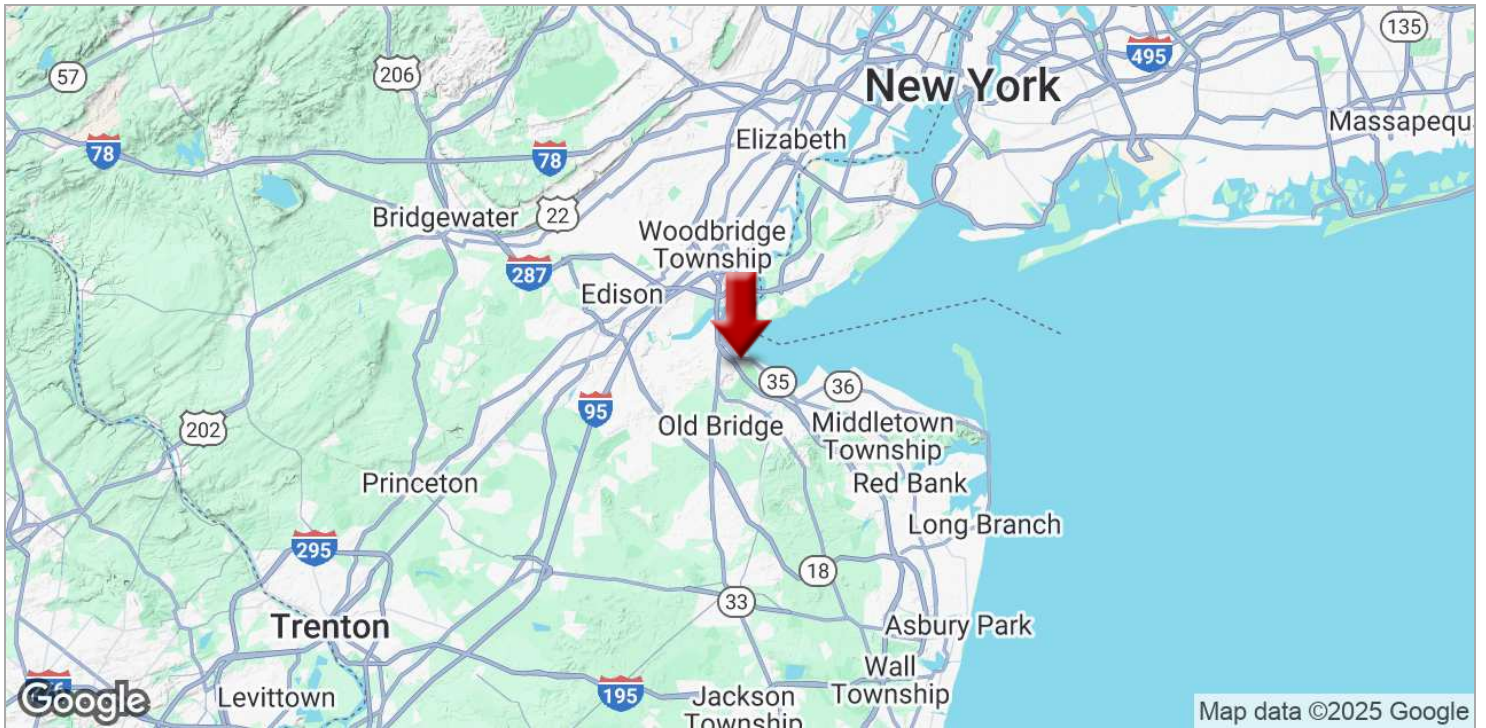 135
495
57
206
New York
Massapequ
Elizabeth
78
78
Bridgewater
22
Woodbridge
Township
287
Edison
35
36
95
Old Bridge
Middletown
Township
202
Princeton
Red Bank
Long Branch
295
18
33
Trenton
Asbury Park
Wall
Township
Levittown
195
Jackson
Township
Google
Map data ©2025 Google